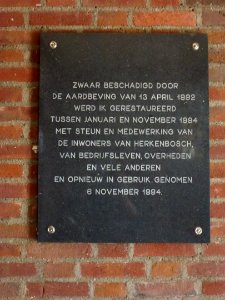 ZWAAR BESCHADIGD DOOR
DE AARDBEVING VAN 13 APRIL 1992
WERD IK GERESTAUREERD
TUSSEN JANUARI EN NOVEMBER 1994
MET STEUN EN MEDEWERKING VAN
DE INWONERS VAN HERKENBOSCH,
VAN BEDRIJFSLEVEN, OVERHEDEN
EN VELE ANDEREN
EN OPNIEUW IN GEBRUIK GENOMEN
6 NOVEMBER 1994.